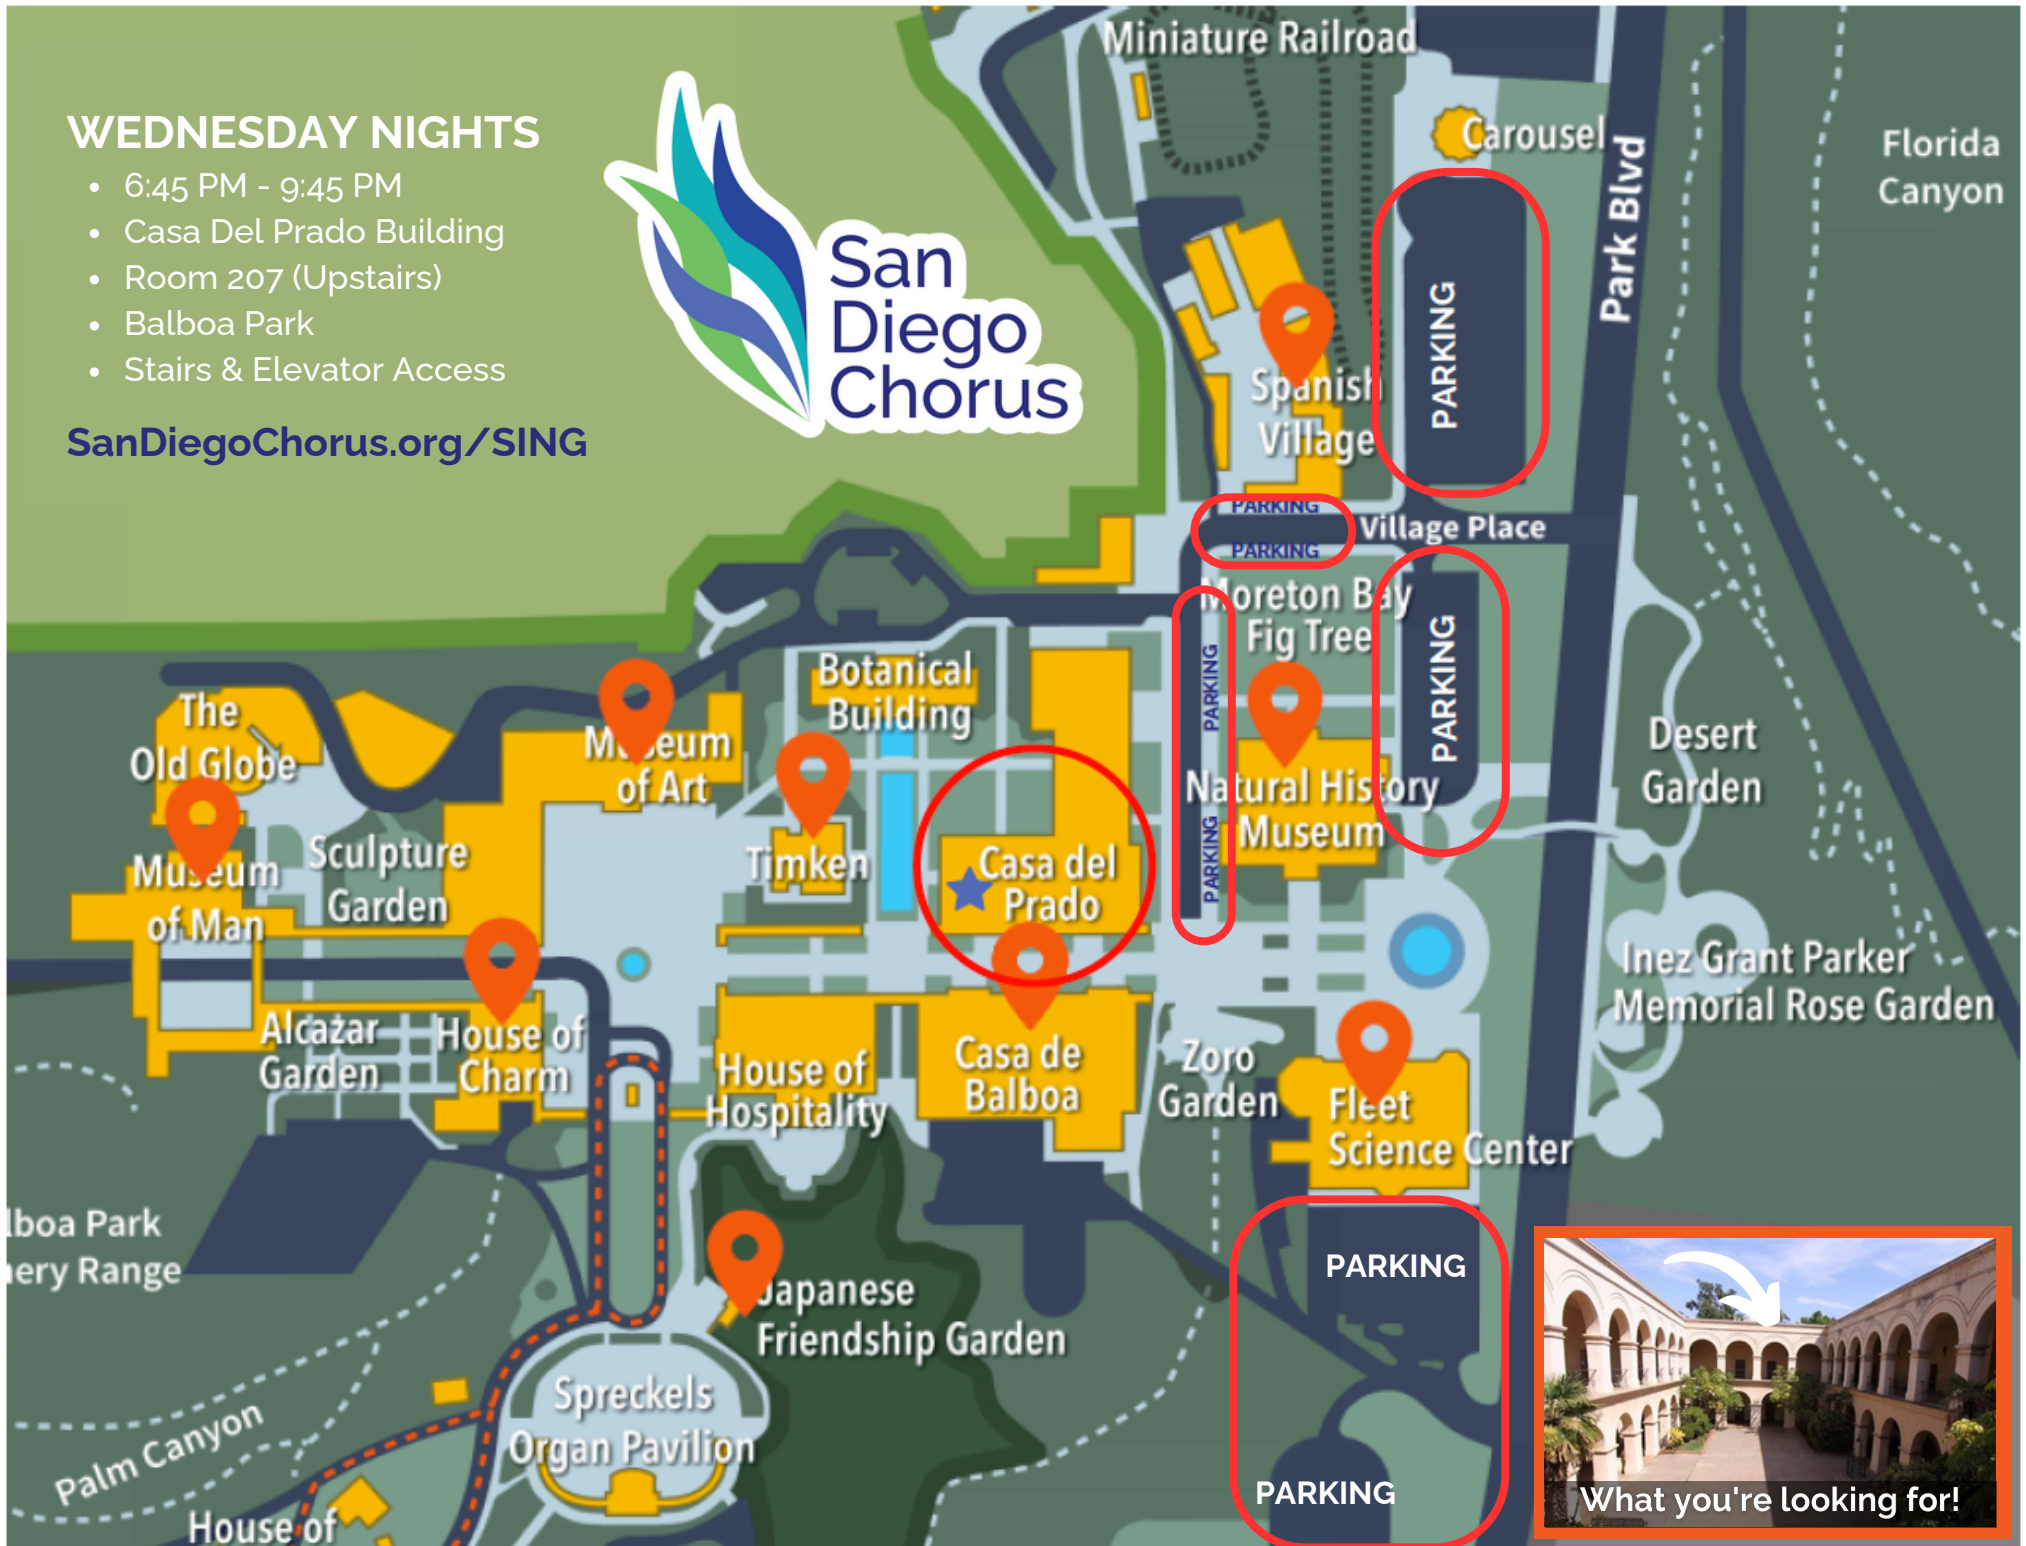 WEDNESDAY NIGHTS
• 6:45 PM - 9:45 PM
• Casa Del Prado Building
• Room 207 (Upstairs)
• Balboa Park
• Stairs & Elevator Access
SanDiegoChorus.org/SING
San
Diego
Chorus
Miniature Railroad
Carousel
Park Blvd
Florida
Canyon
PARKING
Spanish
Village
PARKING
Village Place
PARKING
Moreton Bay
Fig Tree
PARKING
PARKING
PARKING
Botanical
Building
The
Old Globe
Museum
of Art
Desert
Garden
Natural History
Museum
Timken
Casa del
Prado
Sculpture
Garden
Museum
of Man
Inez Grant Parker
Memorial Rose Garden
Alcazar
Garden
House of
Charm
House of
Hospitality
Casa de
Balboa
Zoro
Garden
Fleet
Science Center
lboa Park
nery Range
PARKING
Japanese
Friendship Garden
Spreckels
Organ Pavilion
Palm Canyon
PARKING
House of
What you're looking for!